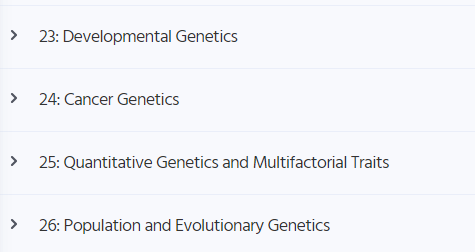 23: Developmental Genetics
24: Cancer Genetics
25: Quantitative Genetics and Multifactorial Traits
26: Population and Evolutionary Genetics